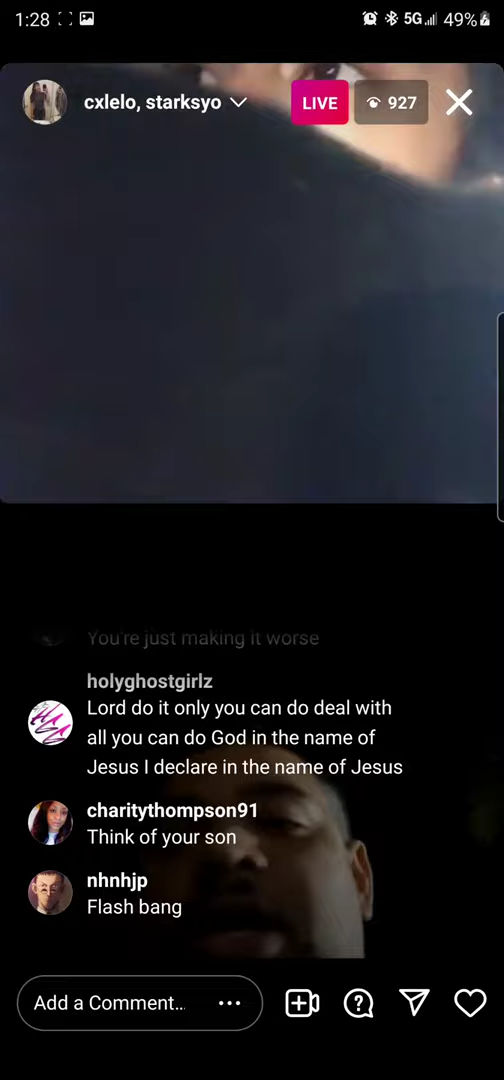 1:28 5G 49%
cxlelo, starksyo LIVE 927
You're just making it worse
holyghostgirlz
Lord do it only you can do deal with
all you can do God in the name of
Jesus I declare in the name of Jesus
charitythompson91
Think of your son
nhnhjp
Flash bang
Add a Comment...